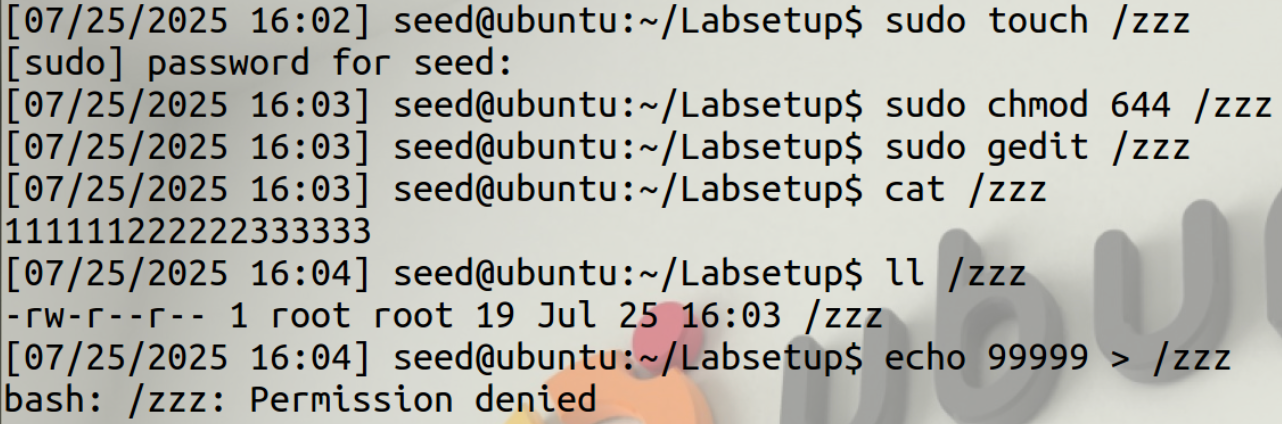 [07/25/2025 16:02] seed@ubuntu:~/Labsetup$ sudo touch /zzz
[sudo] password for seed:
[07/25/2025 16:03] seed@ubuntu:~/Labsetup$ sudo chmod 644 /zzz
[07/25/2025 16:03] seed@ubuntu:~/Labsetup$ sudo gedit /zzz
[07/25/2025 16:03] seed@ubuntu:~/Labsetup$ cat /zzz
111111222222333333
[07/25/2025 16:04] seed@ubuntu:~/Labsetup$ ll /zzz
-rw-r--r-- 1 root root 19 Jul 25 16:03 /zzz
[07/25/2025 16:04] seed@ubuntu:~/Labsetup$ echo 99999 > /zzz
bash: /zzz: Permission denied